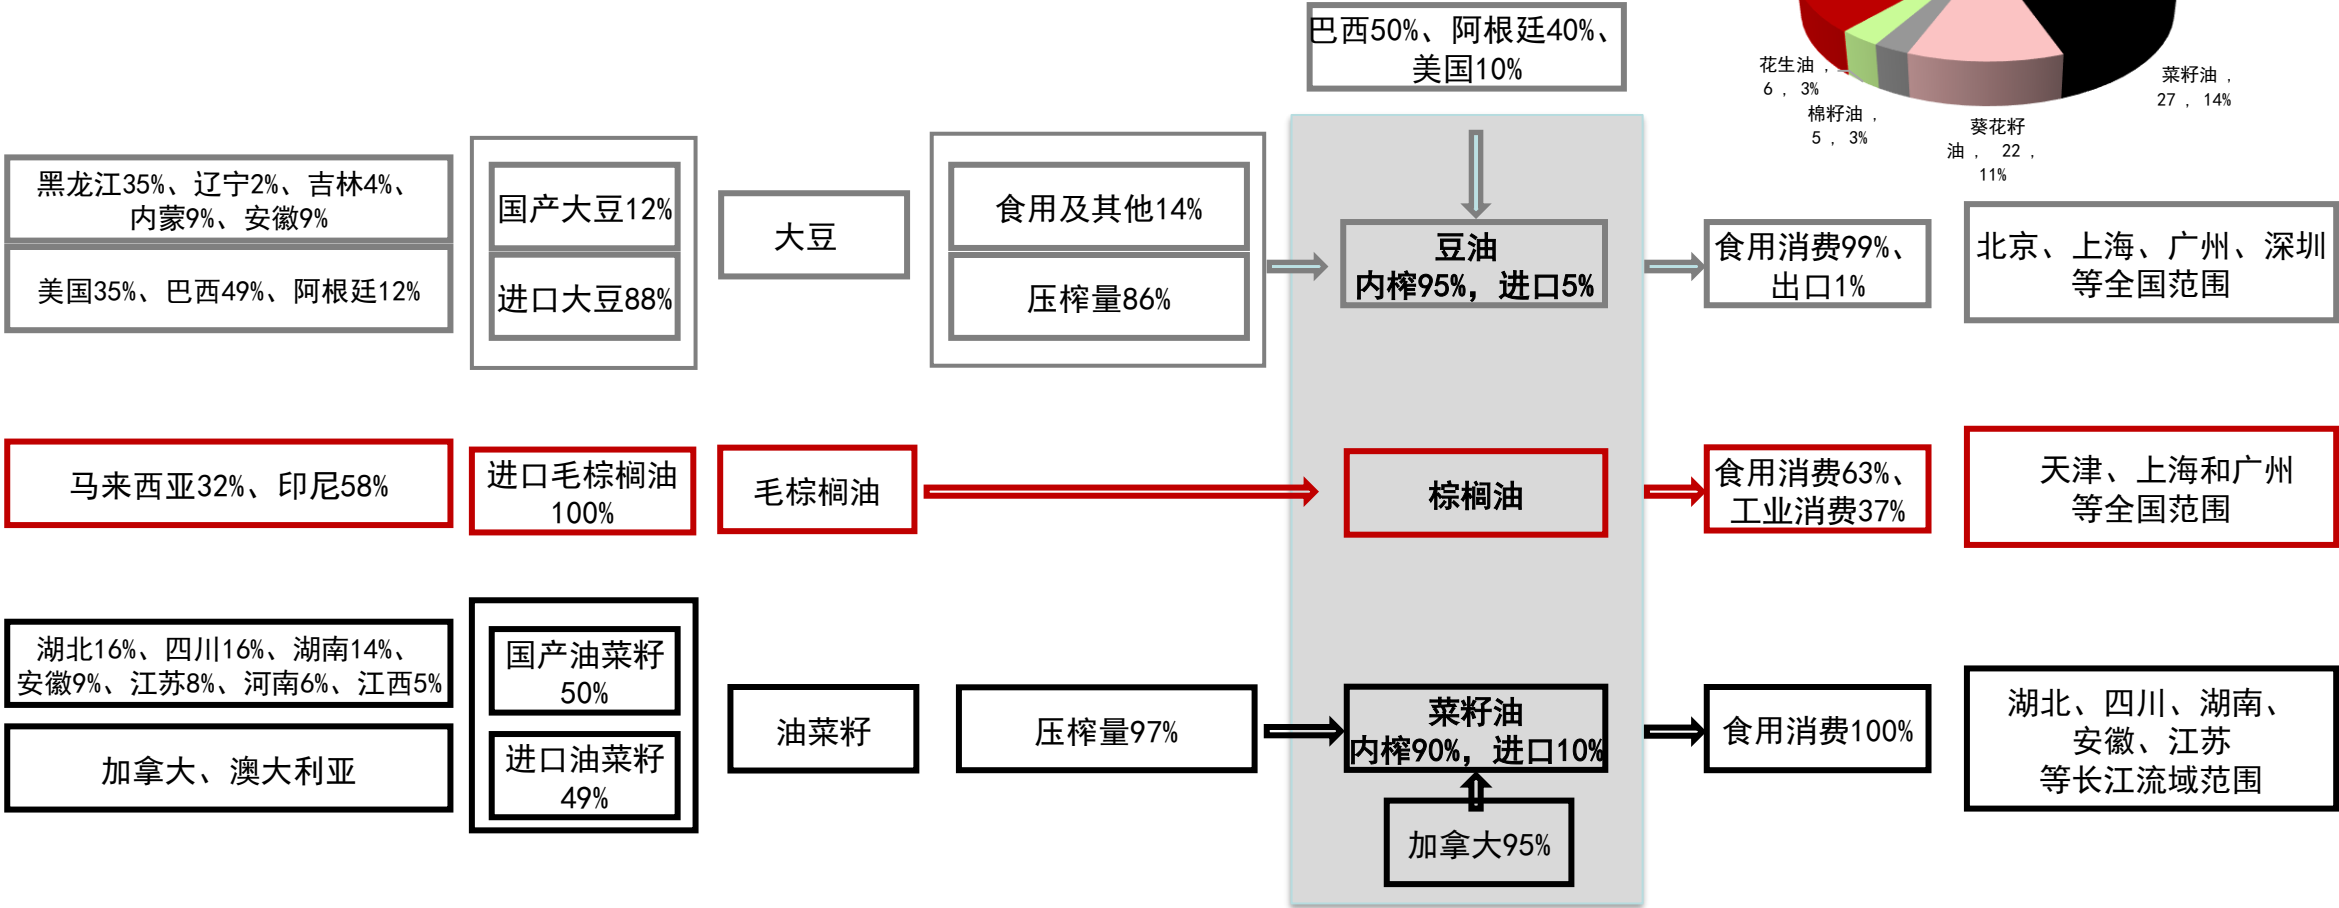 巴西50%、阿根廷40%、
美国10%
花生油，
6，3%
棉籽油，
5，3%
葵花籽
油， 22，
11%
菜籽油，
27，14%
黑龙江35%、辽宁2%、吉林4%、
内蒙9%、安徽9%
美国35%、巴西49%、阿根廷12%
国产大豆12%
进口大豆88%
大豆
食用及其他14%
压榨量86%
豆油
内榨95%，进口5%
食用消费99%、
出口1%
北京、上海、广州、深圳
等全国范围
马来西亚32%、印尼58%
进口毛棕榈油
100%
毛棕榈油
棕榈油
食用消费63%、
工业消费37%
天津、上海和广州
等全国范围
湖北16%、四川16%、湖南14%、
安徽9%、江苏8%、河南6%、江西5%
加拿大、澳大利亚
国产油菜籽
50%
进口油菜籽
49%
油菜籽
压榨量97%
菜籽油
内榨90%，进口10%
加拿大95%
食用消费100%
湖北、四川、湖南、
安徽、江苏
等长江流域范围